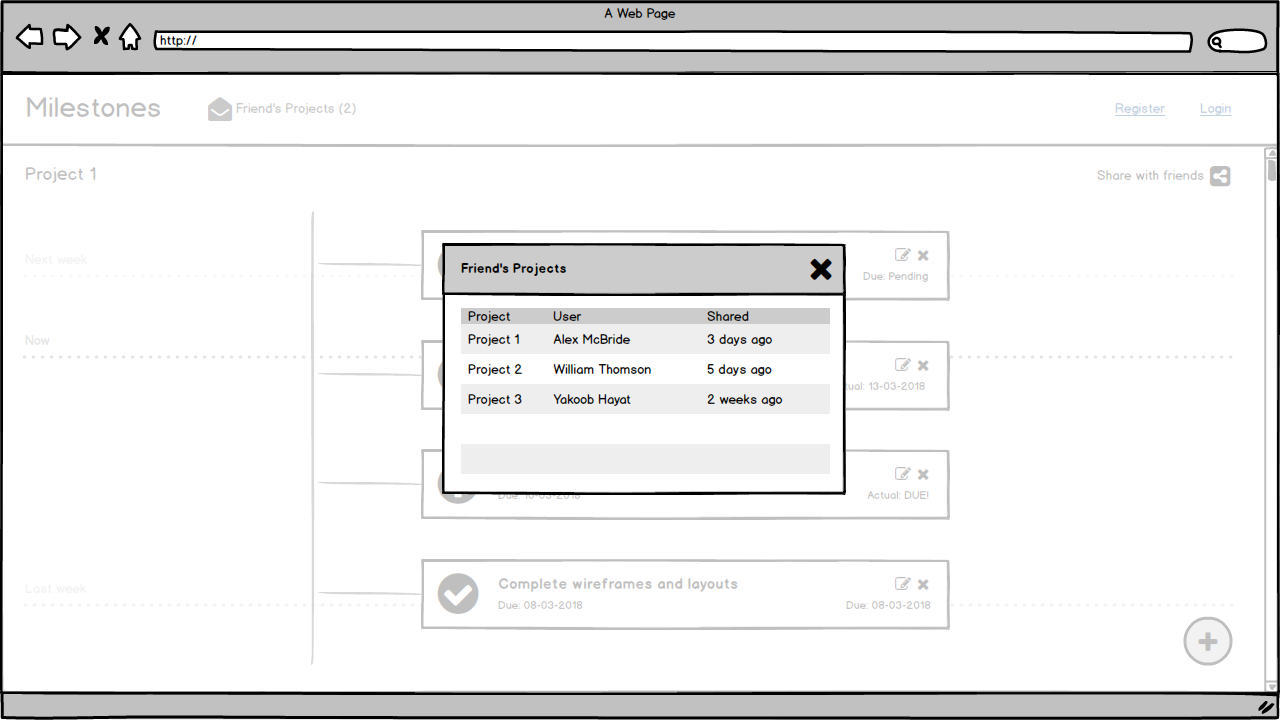 A Web Page
http://
Milestones
Friend's Projects (2)
Register
Login
Project 1
Share with friends
Next week
Due: Pending
Friend's Projects
Project User Shared
Project 1 Alex McBride 3 days ago
Project 2 William Thomson 5 days ago
Project 3 Yakoob Hayat 2 weeks ago
Now
13-03-2018
Due: 10-03-2018
Actual: DUE!
Last week
Complete wireframes and layouts
Due: 08-03-2018
Due: 08-03-2018